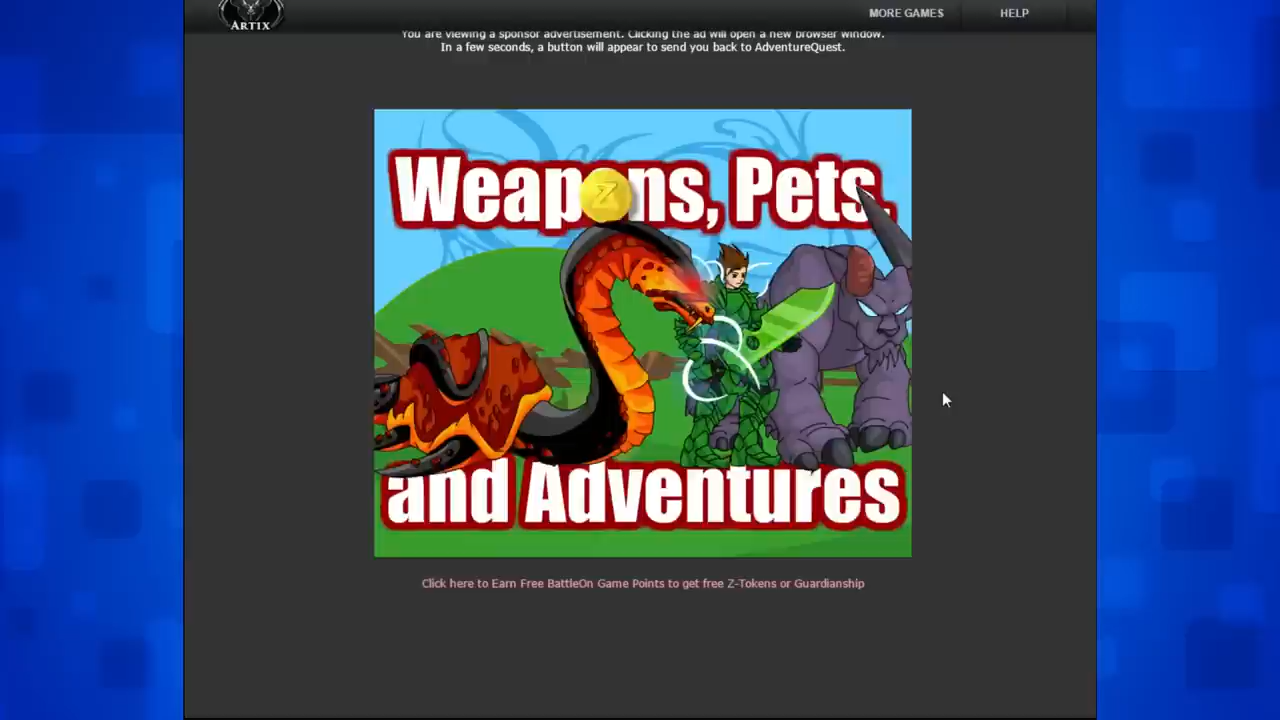 ARTIX
MORE GAMES
HELP
You are viewing a sponsor advertisement. Clicking the ad will open a new browser window.
In a few seconds, a button will appear to send you back to AdventureQuest.
Weapons, Pets,
Z
and Adventures
Click here to Earn Free BattleOn Game Points to get free Z-Tokens or Guardianship